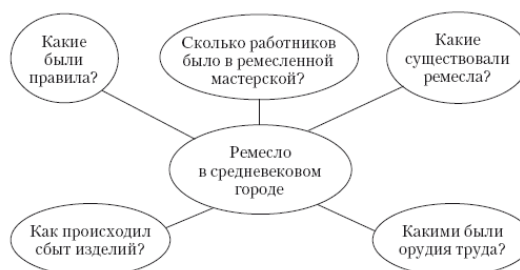 Какие
были
правила?
Сколько работников
было в ремесленной
мастерской?
Какие
существовали
ремесла?
Ремесло
в средневековом
городе
Как происходил
сбыт изделий?
Какими были
орудия труда?